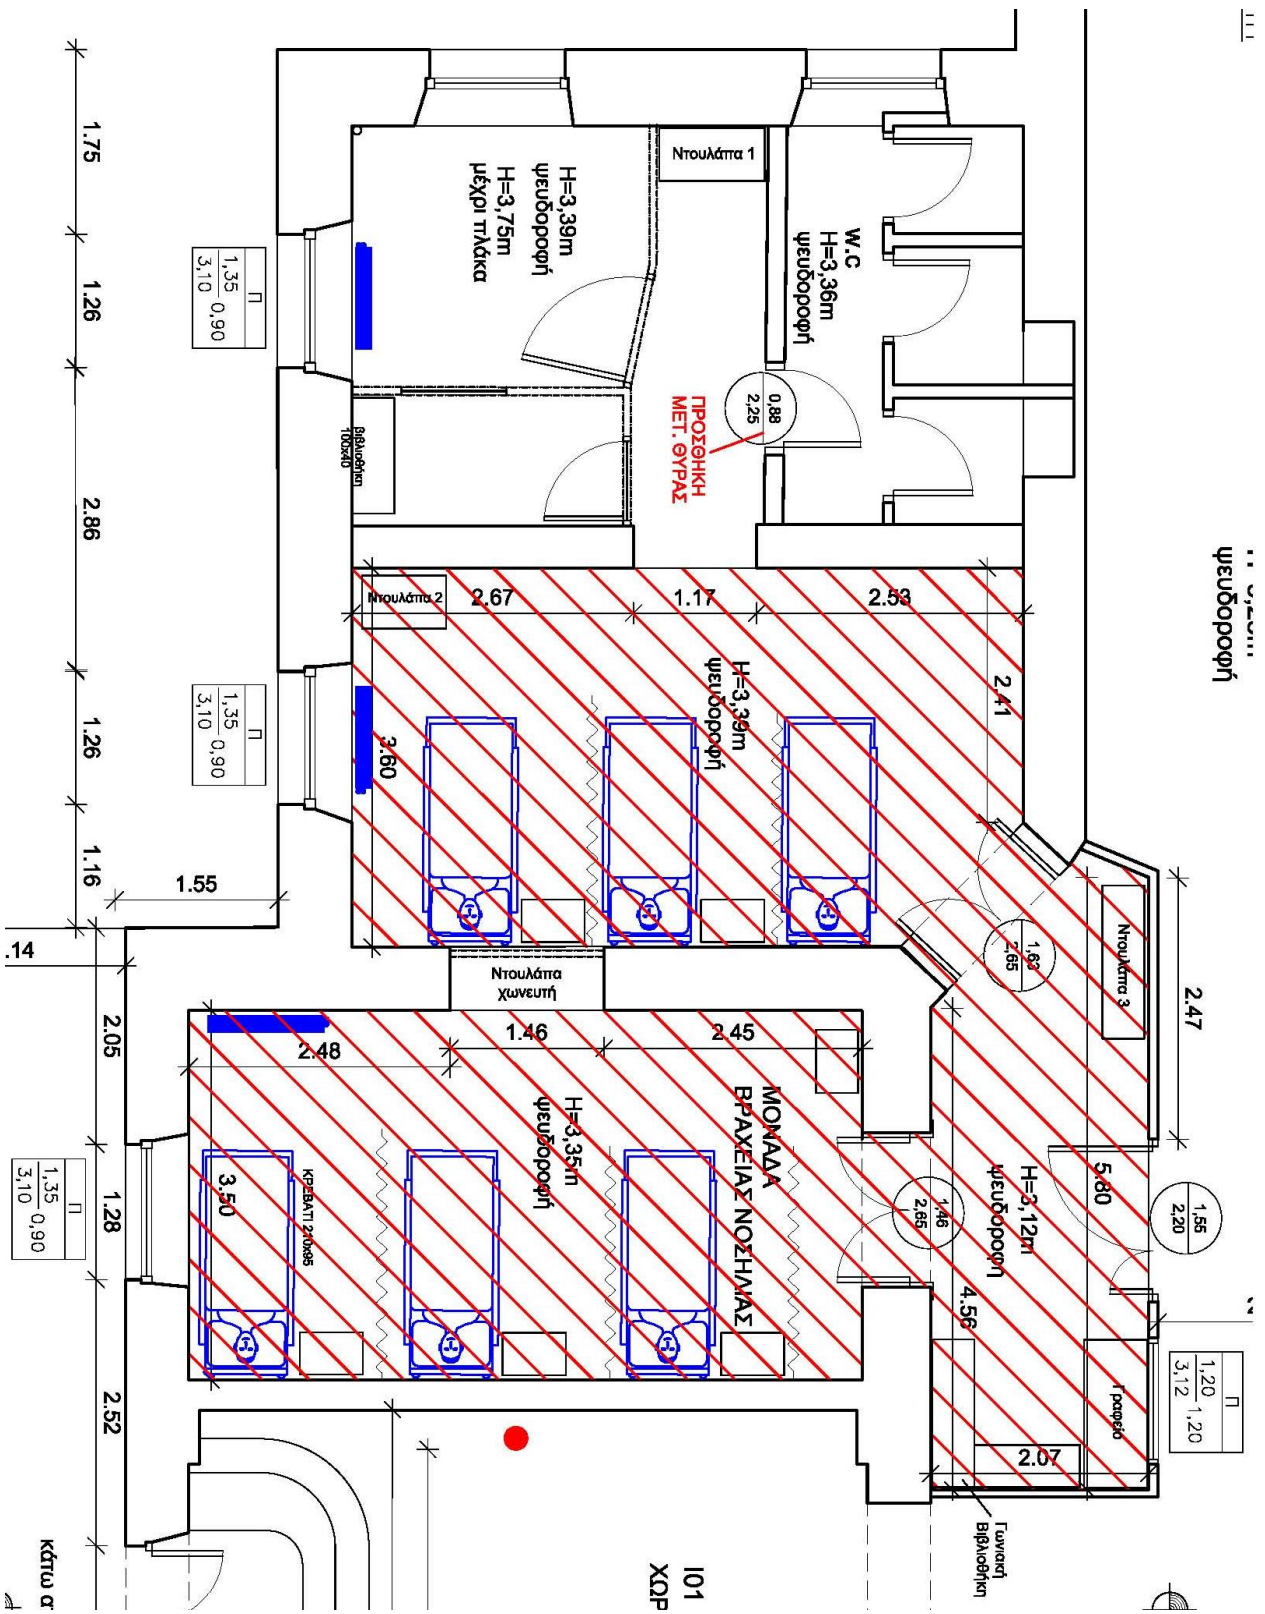 ψευδοροφή
Ντουλάπα 1
W.C
H=3,36m
ψευδοροφή
H=3,39m
ψευδοροφή
H=3,75m
μέχρι πλάκα
0,88
2,25
ΠΡΟΣΘΗΚΗ
ΜΕΤ. ΘΥΡΑΣ
βιβλιοθήκη
100x40
1.75
1.26
2.86
1.26
1.16
Π
1,35
3,10
0,90
Π
1,35
3,10
0,90
Ντουλάπα 2
2.67
1.17
2.53
2.41
H=3,39m
ψευδοροφή
3.60
1.55
.14
Ντουλάπα
χωνευτή
1,63
2,65
Ντουλάπα 3
2.47
2.48
1.46
2.45
ΜΟΝΑΔΑ
ΒΡΑΧΕΙΑΣ ΝΟΣΗΛΙΑΣ
H=3,35m
ψευδοροφή
ΚΡΕΒΑΤΙ 210x95
3.50
2.05
1.28
2.52
Π
1,35
3,10
0,90
1,46
2,65
H=3,12m
ψευδοροφή
5.80
4.56
1,55
2,20
Π
1,20
3,12
1,20
Γραφείο
2.07
Γωνιακή
Βιβλιοθήκη
I01
ΧΩΡ
κάτω α